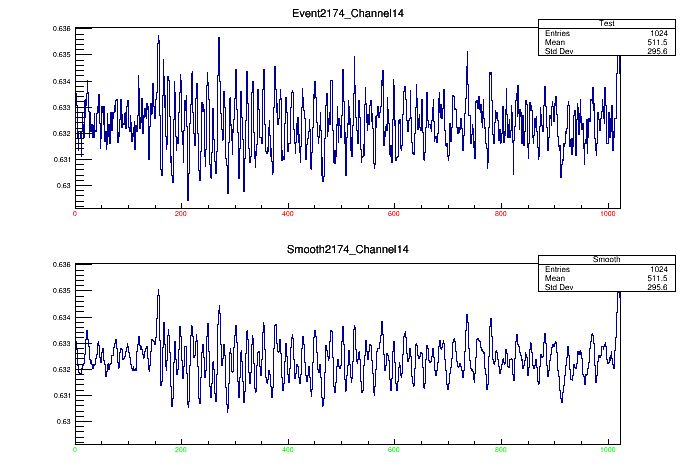 Event2174_Channel14
Test
Entries 1024
Mean 511.5
Std Dev 295.6
0.636
0.635
0.634
0.633
0.632
0.631
0.63
0 200 400 600 800 1000
Smooth2174_Channel14
Smooth
Entries 1024
Mean 511.5
Std Dev 295.6
0.636
0.635
0.634
0.633
0.632
0.631
0.63
0 200 400 600 800 1000